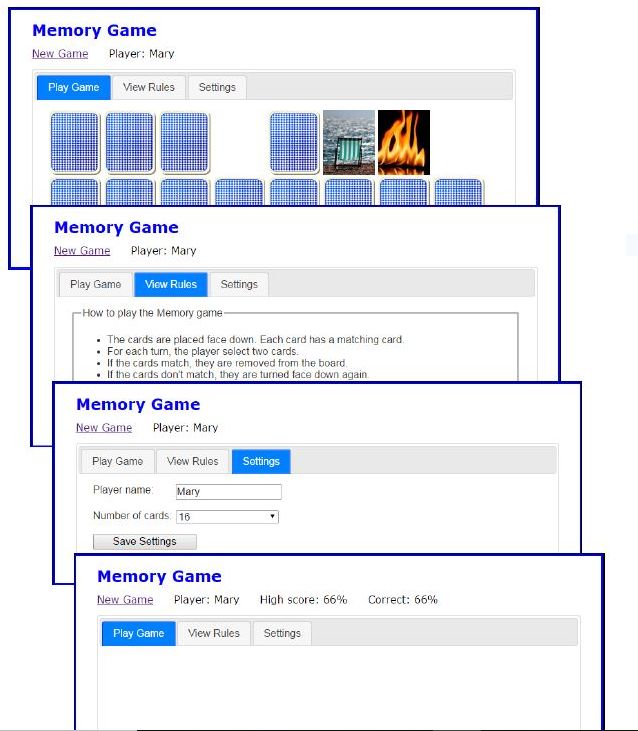 Memory Game
New Game Player: Mary
Play Game View Rules Settings
Memory Game
New Game Player: Mary
Play Game View Rules Settings
How to play the Memory game
• The cards are placed face down. Each card has a matching card.
• For each turn, the player select two cards.
• If the cards match, they are removed from the board.
• If the cards don't match, they are turned face down again.
Memory Game
New Game Player: Mary
Play Game View Rules Settings
Player name: Mary
Number of cards: 16
Save Settings
Memory Game
New Game Player: Mary High score: 66% Correct: 66%
Play Game View Rules Settings